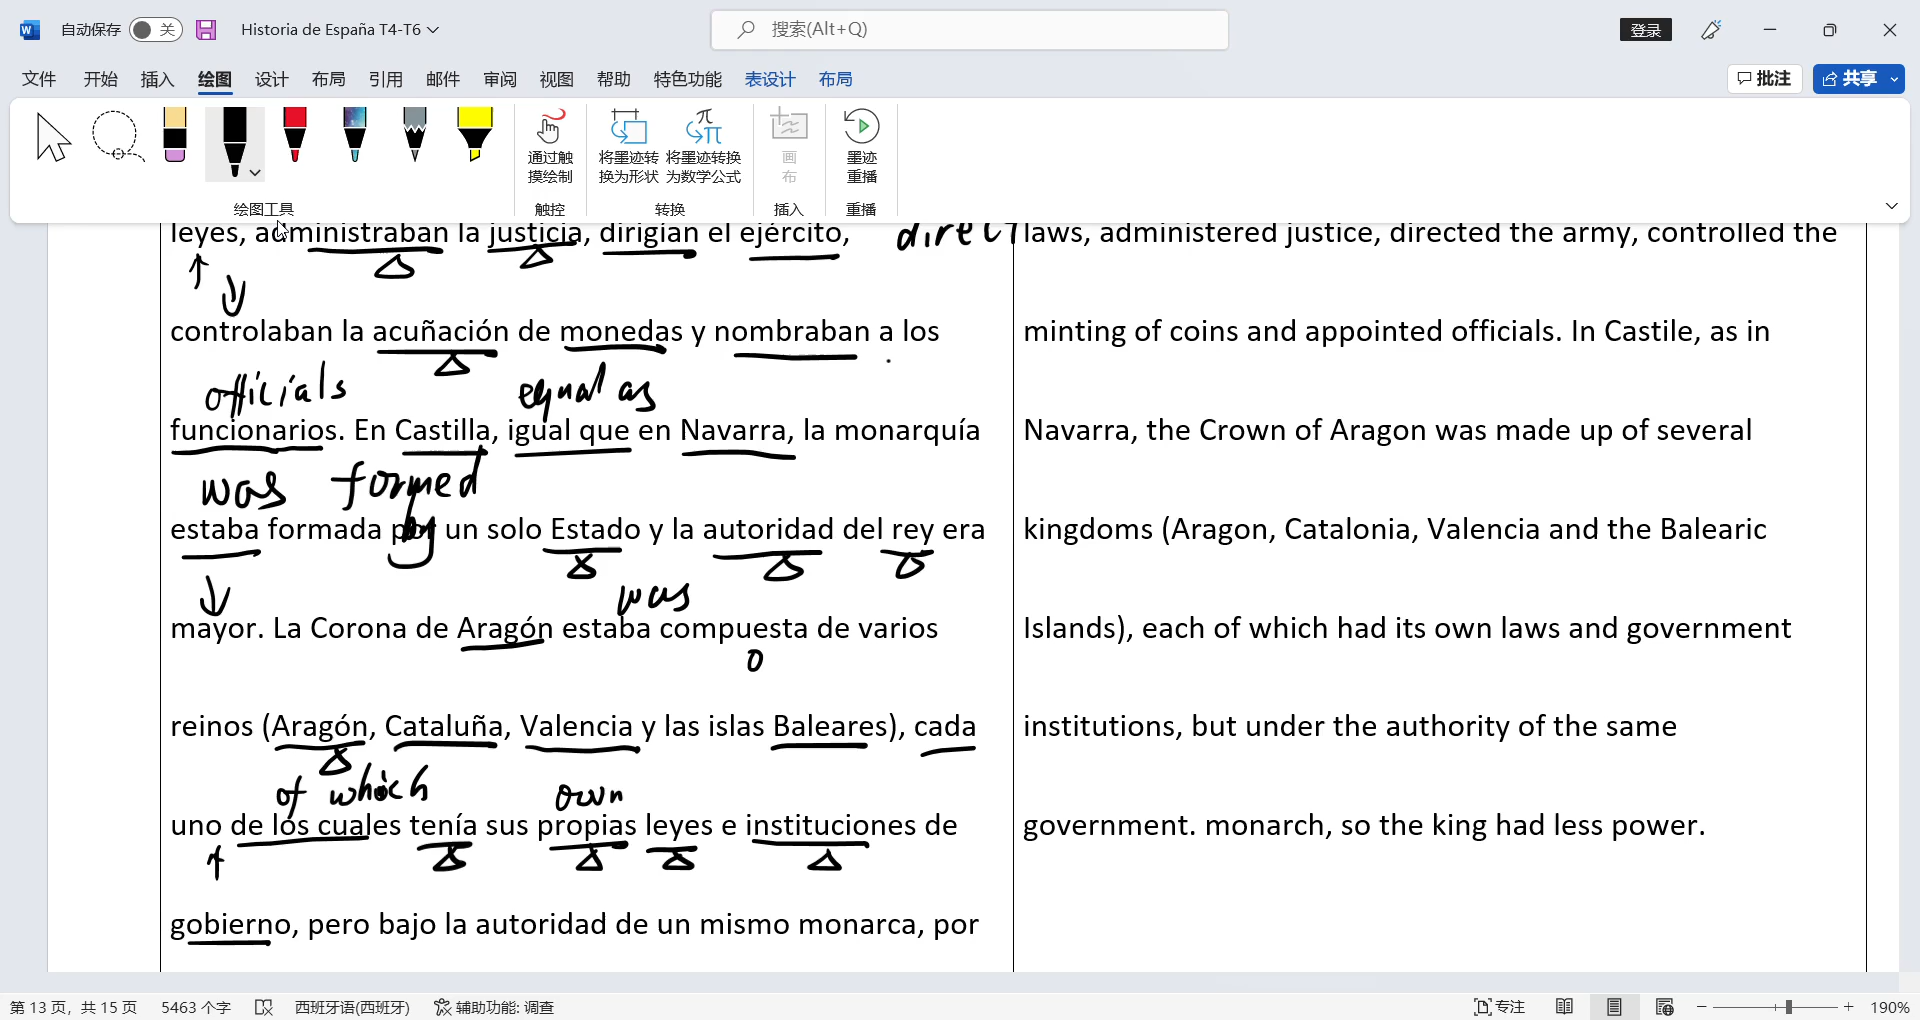 自动保存 关 Historia de España T4-T6 搜索(Alt+Q) 登录
文件 开始 插入 绘图 设计 布局 引用 邮件 审阅 视图 帮助 特色功能 表设计 布局 批注 共享
通过触摸绘制 将墨迹转换为形状 将墨迹转换为数学公式 画布 墨迹重播
绘图工具 触控 转换 插入 重播
leyes, administraban la justicia, dirigían el ejército,
direct
controlaban la acuñación de monedas y nombraban a los
officials equal as
funcionarios. En Castilla, igual que en Navarra, la monarquía
was formed
by
estaba formada por un solo Estado y la autoridad del rey era
was
mayor. La Corona de Aragón estaba compuesta de varios
reinos (Aragón, Cataluña, Valencia y las islas Baleares), cada
of which own
uno de los cuales tenía sus propias leyes e instituciones de
gobierno, pero bajo la autoridad de un mismo monarca, por
laws, administered justice, directed the army, controlled the
minting of coins and appointed officials. In Castile, as in
Navarra, the Crown of Aragon was made up of several
kingdoms (Aragon, Catalonia, Valencia and the Balearic
Islands), each of which had its own laws and government
institutions, but under the authority of the same
government. monarch, so the king had less power.
第 13 页，共 15 页 5463 个字 西班牙语(西班牙) 辅助功能: 调查 专注 190%